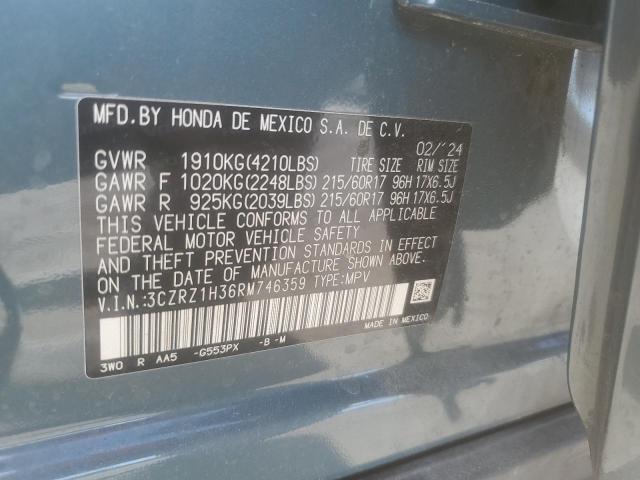 MFD.BY HONDA DE MEXICO S.A. DE C.V.
02/'24
GVWR 1910KG(4210LBS) TIRE SIZE RIM SIZE
GAWR F 1020KG(2248LBS) 215/60R17 96H 17X6.5J
GAWR R 925KG(2039LBS) 215/60R17 96H 17X6.5J
THIS VEHICLE CONFORMS TO ALL APPLICABLE
FEDERAL MOTOR VEHICLE SAFETY
AND THEFT PREVENTION STANDARDS IN EFFECT
ON THE DATE OF MANUFACTURE SHOWN ABOVE.
V.I.N.:3CZRZ1H36RM746359 TYPE:MPV
MADE IN MEXICO
3WO R AA5 -G553PX -B -M